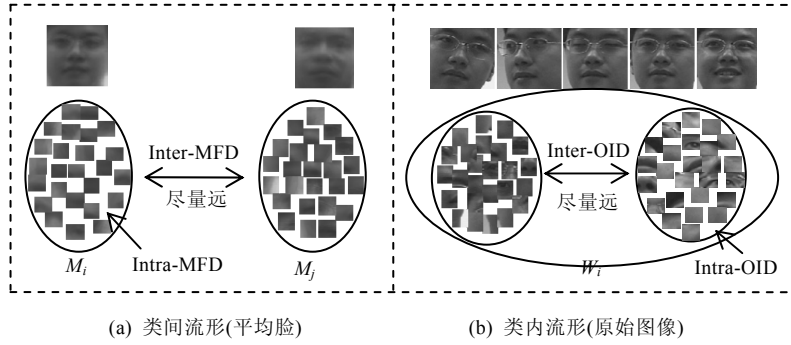 Inter-MFD
尽量远
Intra-MFD
M_i
M_j
Inter-OID
尽量远
W_i
Intra-OID
(a) 类间流形(平均脸)
(b) 类内流形(原始图像)